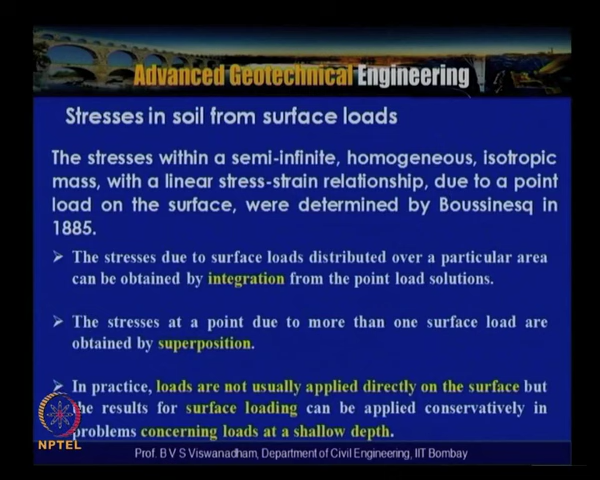 Advanced Geotechnical Engineering
Stresses in soil from surface loads
The stresses within a semi-infinite, homogeneous, isotropic
mass, with a linear stress-strain relationship, due to a point
load on the surface, were determined by Boussinesq in
1885.
➢ The stresses due to surface loads distributed over a particular area
can be obtained by integration from the point load solutions.
➢ The stresses at a point due to more than one surface load are
obtained by superposition.
➢ In practice, loads are not usually applied directly on the surface but
the results for surface loading can be applied conservatively in
problems concerning loads at a shallow depth.
NPTEL
Prof. B V S Viswanadham, Department of Civil Engineering, IIT Bombay